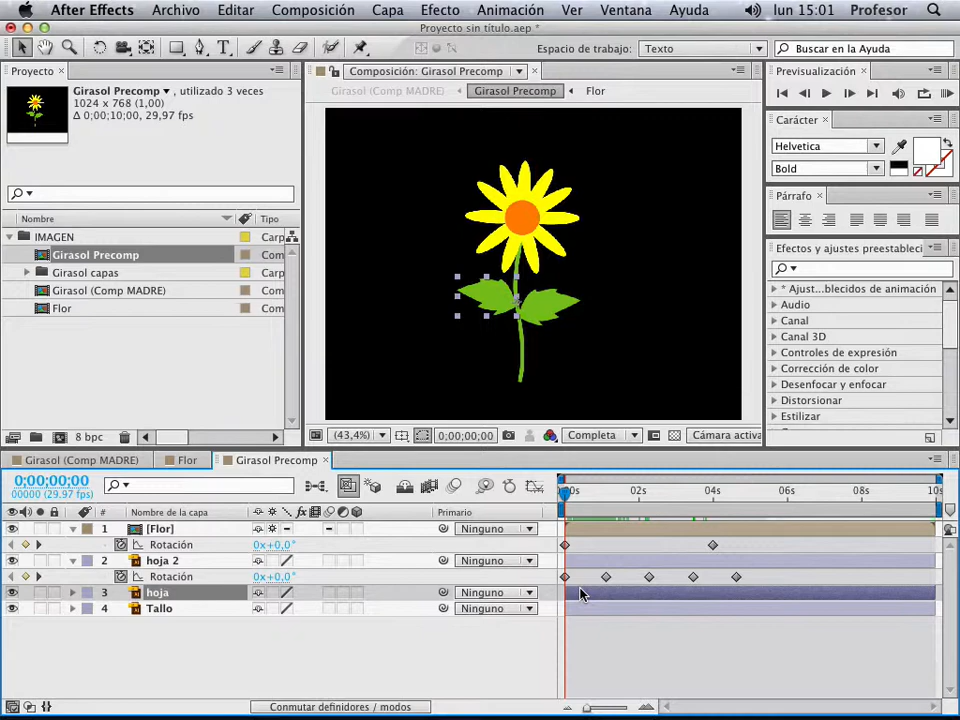 After Effects Archivo Editar Composición Capa Efecto Animación Ver Ventana Ayuda lun 15:01 Profesor
Proyecto sin título.aep *
Espacio de trabajo: Texto Buscar en la Ayuda
Proyecto Composición: Girasol Precomp Previsualización
Girasol (Comp MADRE) Girasol Precomp Flor
Girasol Precomp , utilizado 3 veces
1024 x 768 (1,00)
Δ 0;00;10;00, 29,97 fps
Carácter
Helvetica
Bold
Párrafo
Nombre Tipo
IMAGEN Carp
Girasol Precomp Com
Girasol capas Carp
Girasol (Comp MADRE) Com
Flor Com
Efectos y ajustes preestableci
* Ajust...blecidos de animación
Audio
Canal
Canal 3D
Controles de expresión
Corrección de color
Desenfocar y enfocar
Distorsionar
Estilizar
8 bpc
(43,4%) 0;00;00;00 Completa Cámara activa
Girasol (Comp MADRE) Flor Girasol Precomp
0;00;00;00
00000 (29.97 fps)
02s 04s 06s 08s
# Nombre de la capa Primario
1 [Flor] Ninguno
Rotación 0x+0,0°
2 hoja 2 Ninguno
Rotación 0x+0,0°
3 hoja Ninguno
4 Tallo Ninguno
Conmutar definidores / modos